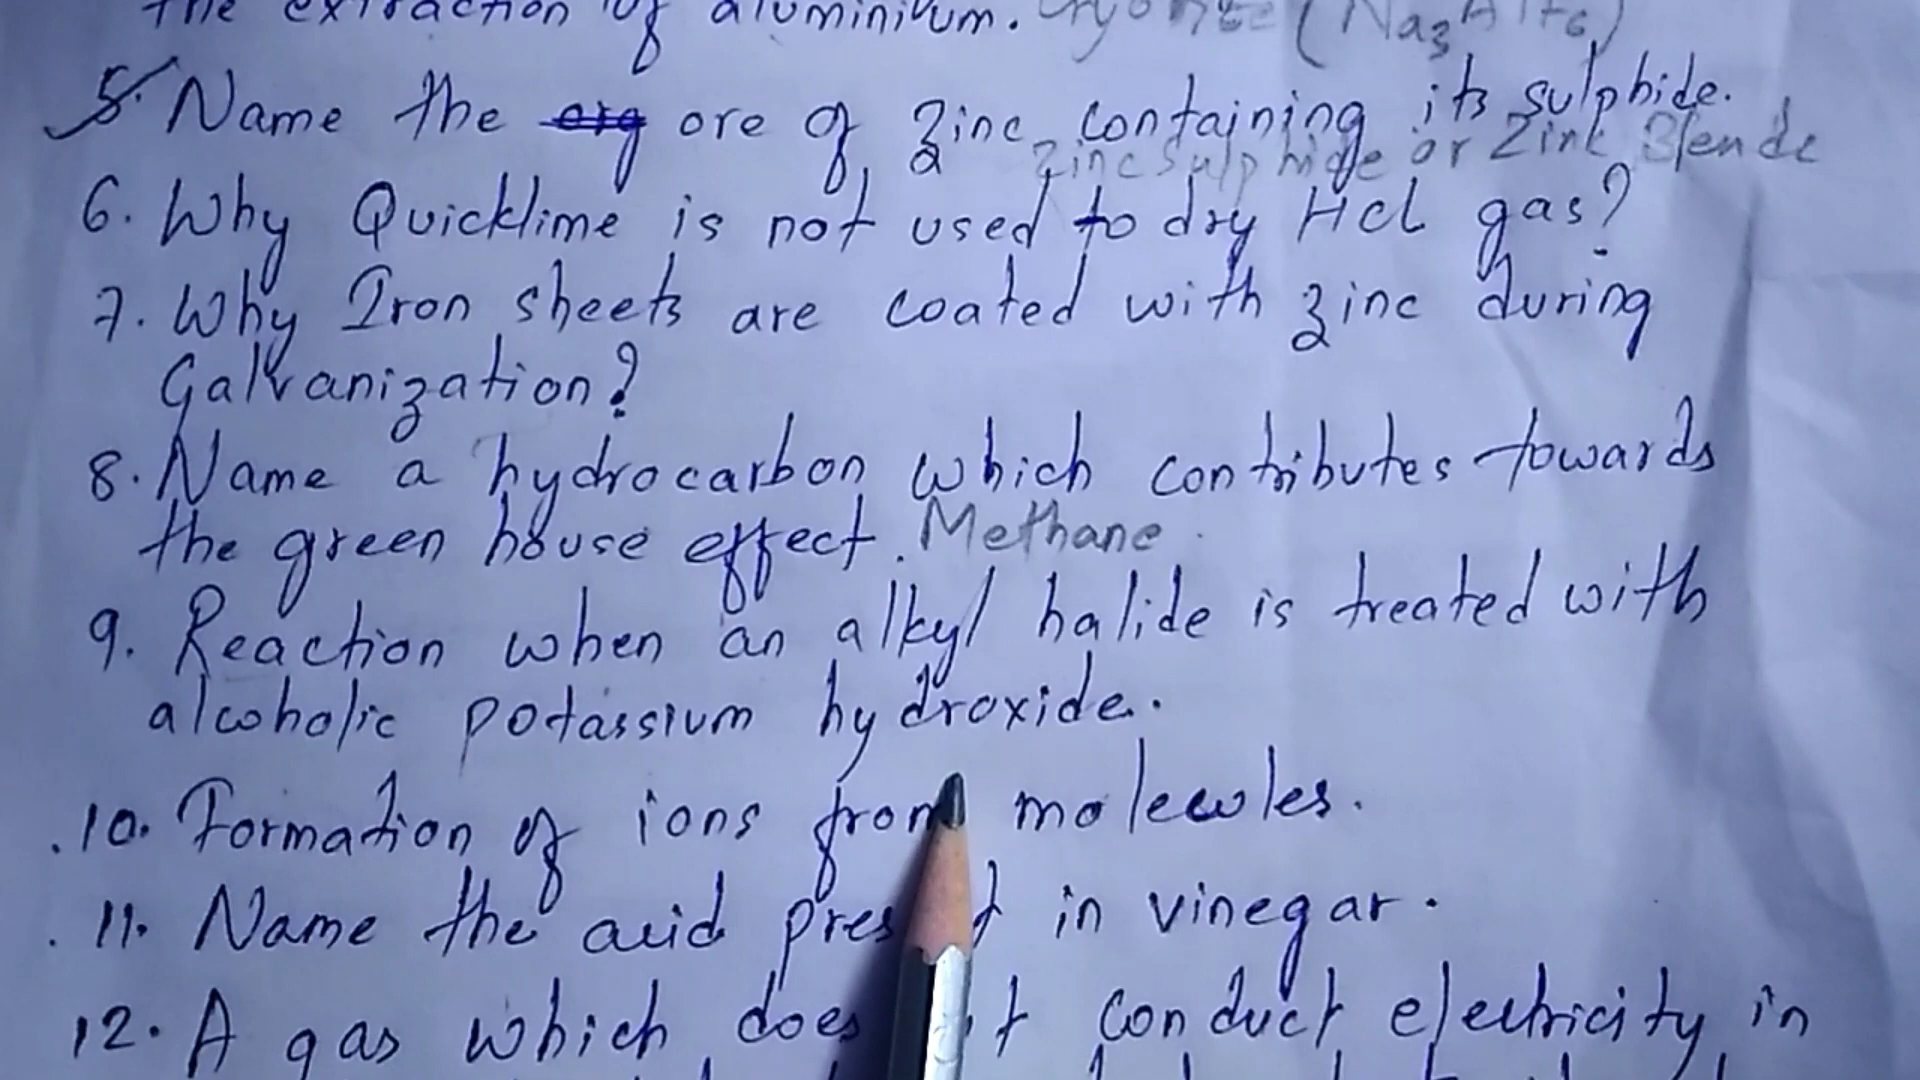 the extraction of aluminium. Cryolite (Na3AlF6)
5. Name the ore of Zinc containing its sulphide.
Zinc Sulphide or Zink Blende
6. Why Quicklime is not used to dry HCl gas?
7. Why Iron sheets are coated with zinc during
Galvanization?
8. Name a hydrocarbon which contributes towards
the green house effect. Methane
9. Reaction when an alkyl halide is treated with
alcoholic potassium hydroxide.
10. Formation of ions from molecules.
11. Name the acid present in vinegar.
12. A gas which does not conduct electricity in